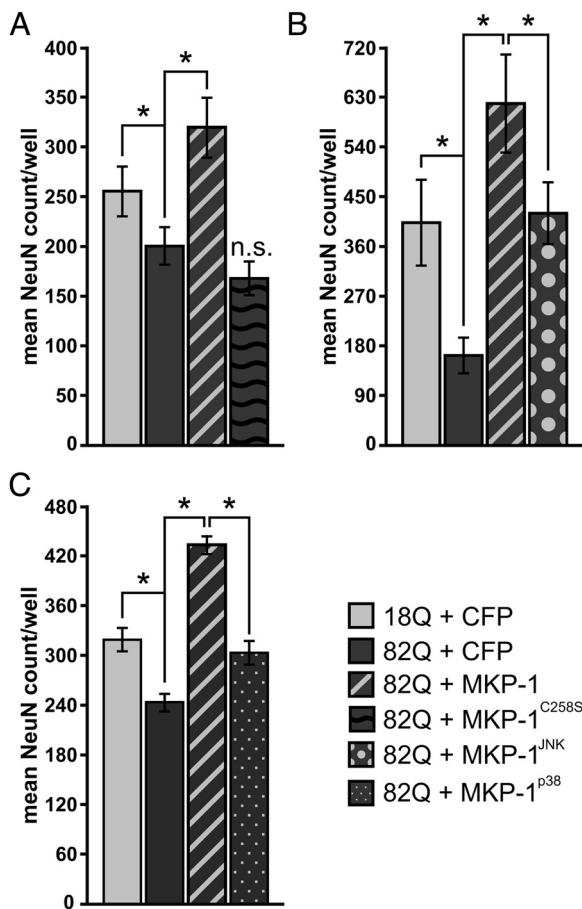 A
mean NeuN count/well
400
350
300
250
200
150
100
50
0
*
*
n.s.
B
mean NeuN count/well
720
630
540
450
360
270
180
90
0
*
*
*
C
mean NeuN count/well
480
420
360
300
240
180
120
60
0
*
*
*
18Q + CFP
82Q + CFP
82Q + MKP-1
82Q + MKP-1C258S
82Q + MKP-1JNK
82Q + MKP-1p38